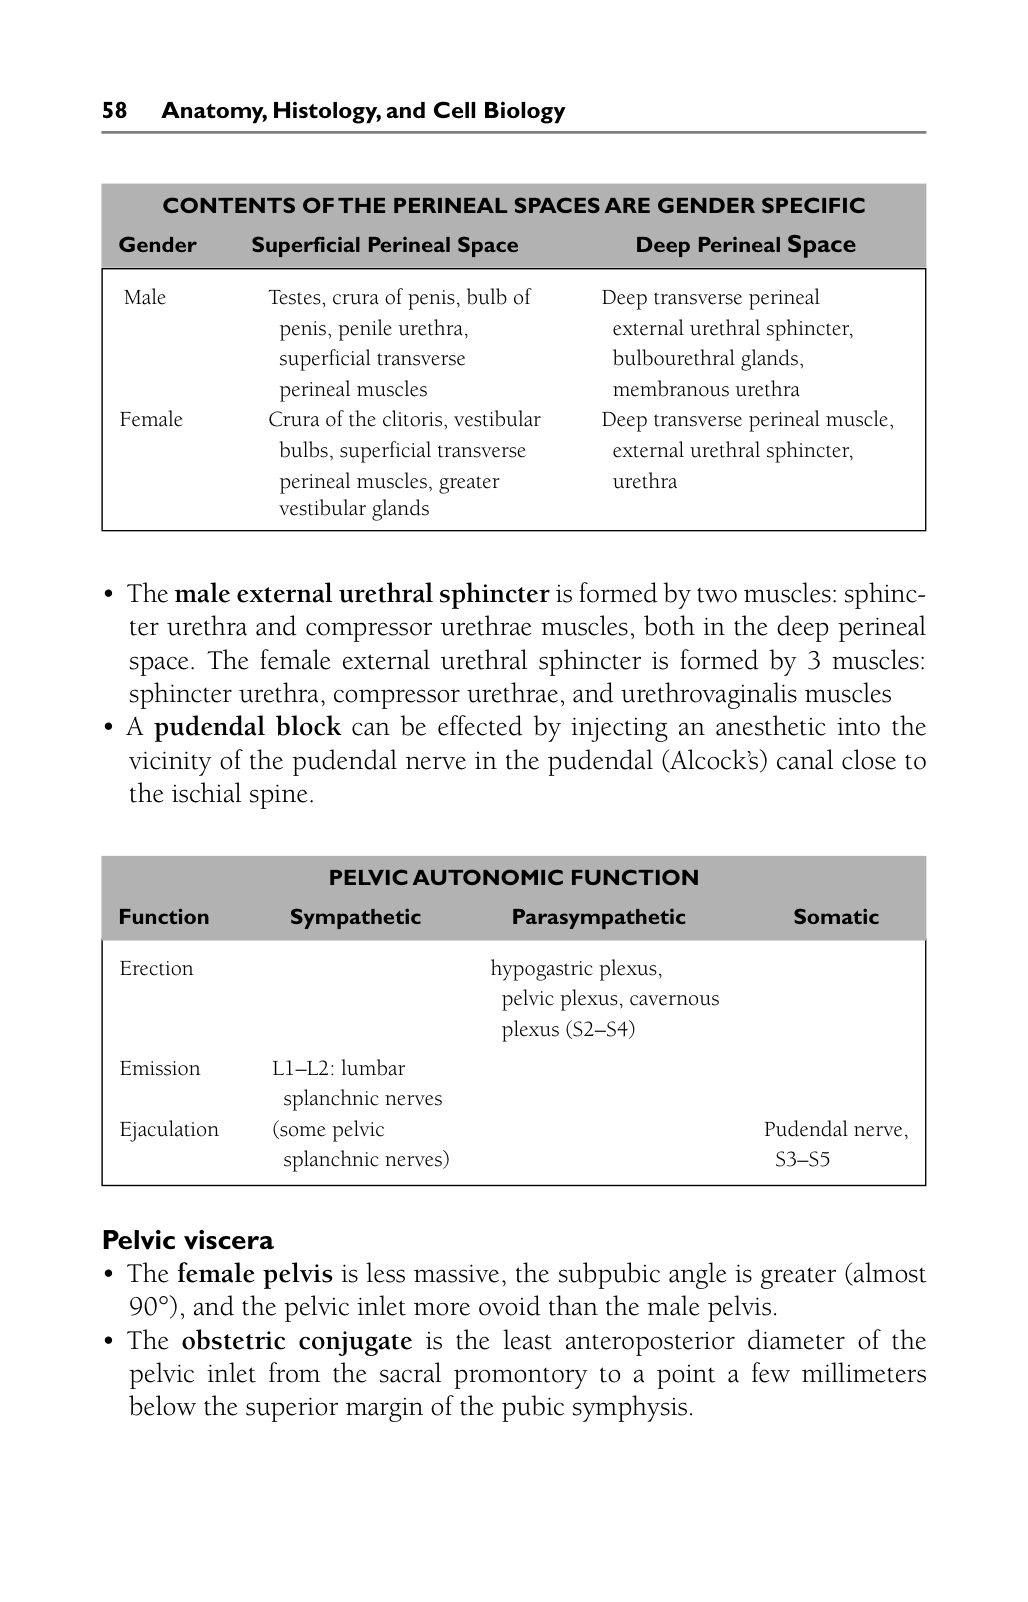 58 Anatomy, Histology, and Cell Biology
CONTENTS OF THE PERINEAL SPACES ARE GENDER SPECIFIC
Gender Superficial Perineal Space Deep Perineal Space
Male Testes, crura of penis, bulb of Deep transverse perineal
penis, penile urethra, external urethral sphincter,
superficial transverse bulbourethral glands,
perineal muscles membranous urethra
Female Crura of the clitoris, vestibular Deep transverse perineal muscle,
bulbs, superficial transverse external urethral sphincter,
perineal muscles, greater urethra
vestibular glands
• The male external urethral sphincter is formed by two muscles: sphinc-
ter urethra and compressor urethrae muscles, both in the deep perineal
space. The female external urethral sphincter is formed by 3 muscles:
sphincter urethra, compressor urethrae, and urethrovaginalis muscles
• A pudendal block can be effected by injecting an anesthetic into the
vicinity of the pudendal nerve in the pudendal (Alcock’s) canal close to
the ischial spine.
PELVIC AUTONOMIC FUNCTION
Function Sympathetic Parasympathetic Somatic
Erection hypogastric plexus,
pelvic plexus, cavernous
plexus (S2–S4)
Emission L1–L2: lumbar
splanchnic nerves
Ejaculation (some pelvic Pudendal nerve,
splanchnic nerves) S3–S5
Pelvic viscera
• The female pelvis is less massive, the subpubic angle is greater (almost
90°), and the pelvic inlet more ovoid than the male pelvis.
• The obstetric conjugate is the least anteroposterior diameter of the
pelvic inlet from the sacral promontory to a point a few millimeters
below the superior margin of the pubic symphysis.